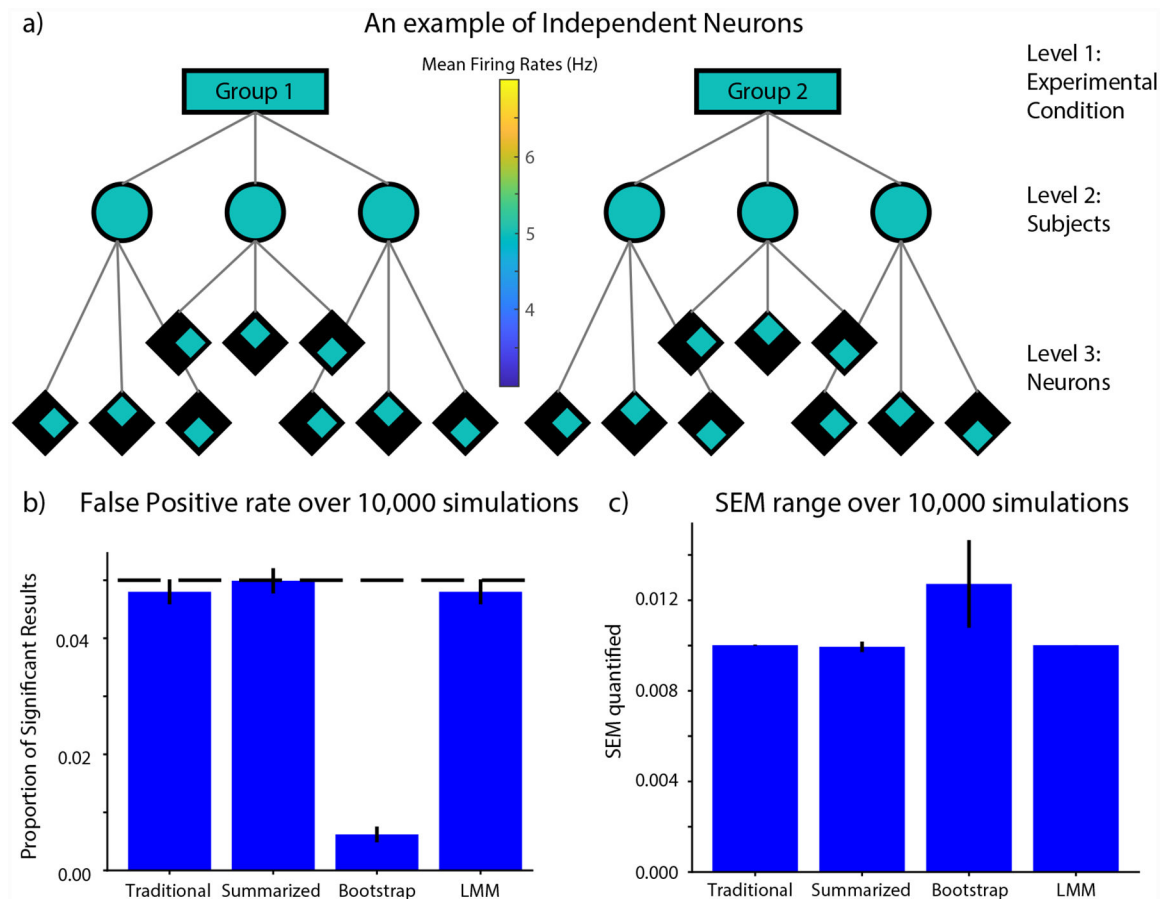 a)
An example of Independent Neurons
Mean Firing Rates (Hz)
Group 1
Group 2
6
5
4
Level 1:
Experimental
Condition
Level 2:
Subjects
Level 3:
Neurons
b) False Positive rate over 10,000 simulations
Proportion of Significant Results
0.04
0.02
0.00
Traditional Summarized Bootstrap LMM
c) SEM range over 10,000 simulations
SEM quantified
0.012
0.008
0.004
0.000
Traditional Summarized Bootstrap LMM